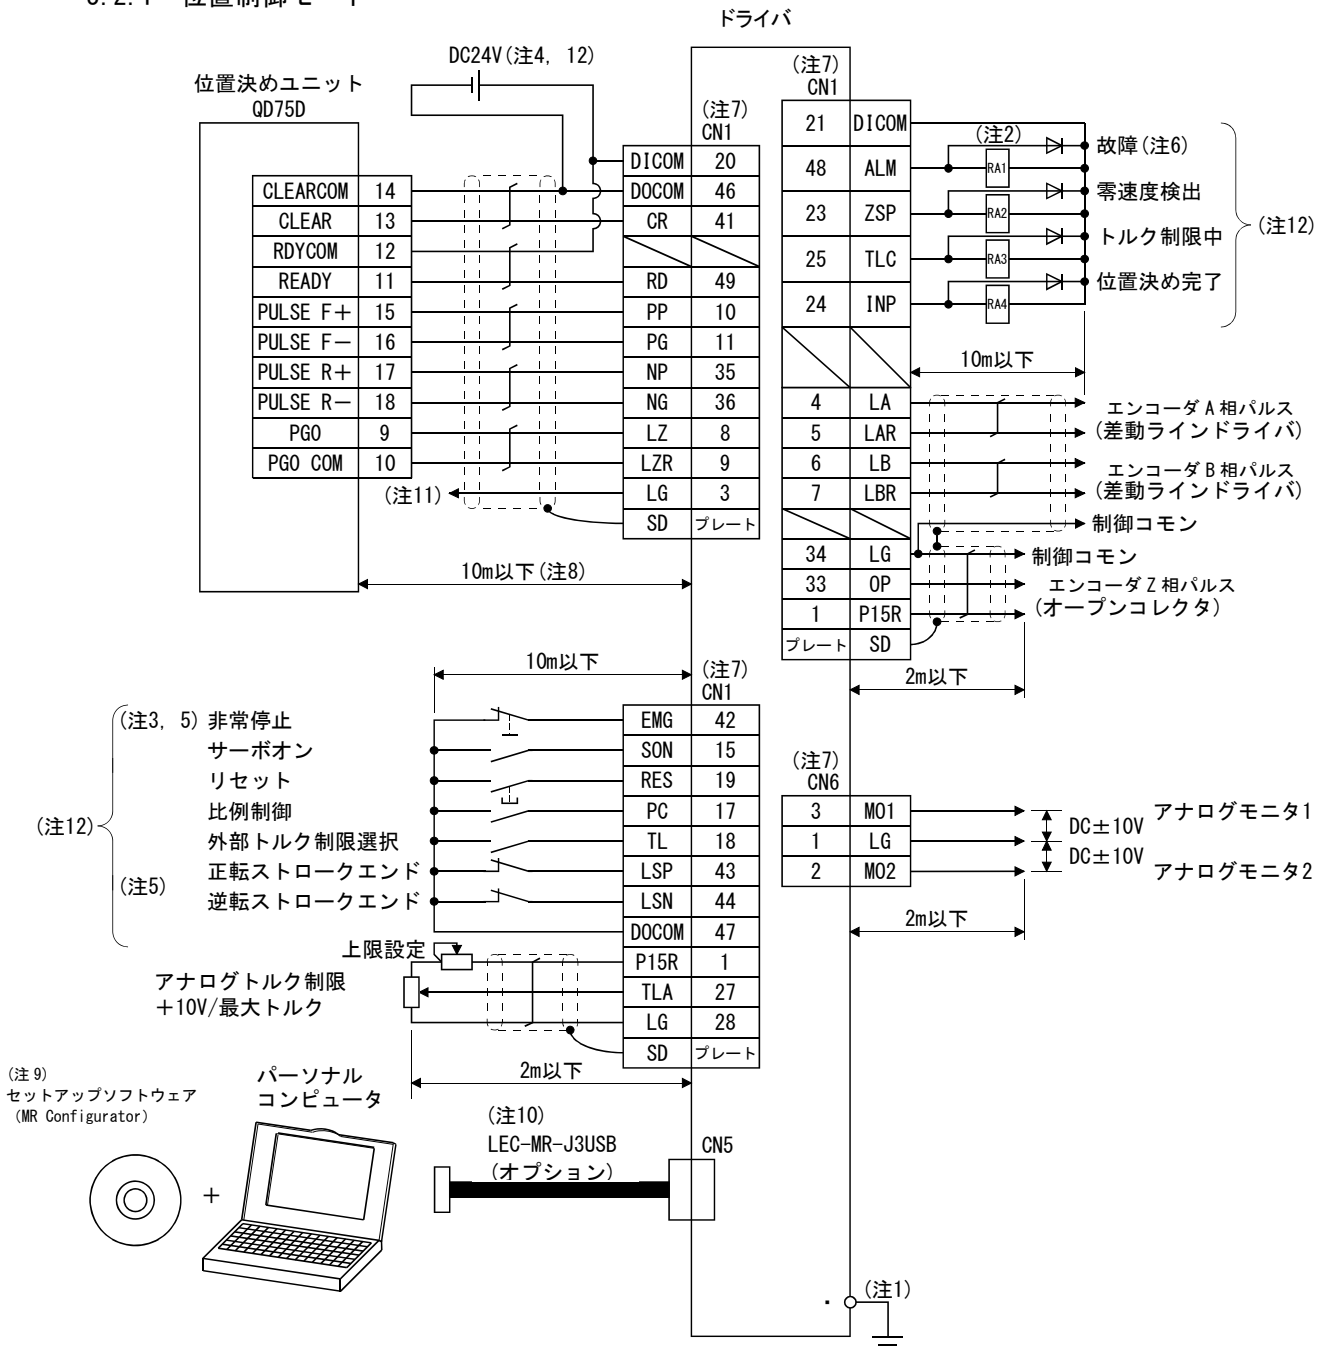 位置制御モード
ドライバ
DC24V(注4, 12)
位置決めユニット
QD75D
(注7)
CN1
DICOM 20
DOCOM 46
CR 41
RD 49
PP 10
PG 11
NP 35
NG 36
LZ 8
LZR 9
LG 3
SD プレート
CLEARCOM 14
CLEAR 13
RDYCOM 12
READY 11
PULSE F+ 15
PULSE F- 16
PULSE R+ 17
PULSE R- 18
PG0 9
PG0 COM 10
(注11)
10m以下(注8)
(注7)
CN1
21 DICOM
48 ALM
23 ZSP
25 TLC
24 INP
4 LA
5 LAR
6 LB
7 LBR
34 LG
33 OP
1 P15R
プレート SD
(注2)
RA1
RA2
RA3
RA4
故障(注6)
零速度検出
トルク制限中
位置決め完了
(注12)
10m以下
エンコーダA相パルス
(差動ラインドライバ)
エンコーダB相パルス
(差動ラインドライバ)
制御コモン
制御コモン
エンコーダZ相パルス
(オープンコレクタ)
2m以下
10m以下
(注7)
CN1
(注3, 5) 非常停止
サーボオン
リセット
比例制御
外部トルク制限選択
正転ストロークエンド
逆転ストロークエンド
(注12)
(注5)
EMG 42
SON 15
RES 19
PC 17
TL 18
LSP 43
LSN 44
DOCOM 47
P15R 1
TLA 27
LG 28
SD プレート
上限設定
アナログトルク制限
+10V/最大トルク
2m以下
(注7)
CN6
3 MO1
1 LG
2 MO2
アナログモニタ1
DC±10V
DC±10V
アナログモニタ2
2m以下
(注9)
セットアップソフトウェア
(MR Configurator)
パーソナル
コンピュータ
+
(注10)
LEC-MR-J3USB
(オプション)
CN5
(注1)